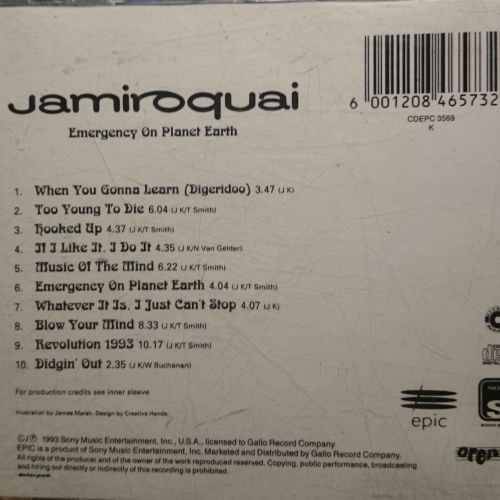 Jamiroquai
Emergency On Planet Earth
6 001208 465732
CDEPC 3569
K
1. When You Gonna Learn (Digeridoo) 3.47 (J K)
2. Too Young To Die 6.04 (J K/T Smith)
3. Hooked Up 4.37 (J K/T Smith)
4. If I Like It, I Do It 4.35 (J K/N Van Gelder)
5. Music Of The Mind 6.22 (J K/T Smith)
6. Emergency On Planet Earth 4.04 (J K/T Smith)
7. Whatever It Is, I Just Can't Stop 4.07 (J K)
8. Blow Your Mind 8.33 (J K/T Smith)
9. Revolution 1993 10.17 (J K/T Smith)
10. Didgin' Out 2.35 (J K/W Buchanan)
For production credits see inner sleeve
Illustration by James Marsh. Design by Creative Hands.
epic
S
oren
℗ 1993 Sony Music Entertainment, Inc., U.S.A., licensed to Gallo Record Company
EPIC is a product of Sony Music Entertainment, Inc. Marketed and Distributed by Gallo Record Company.
All rights of the producer and of the owner of the work reproduced reserved. Copying, public performance, broadcasting
and hiring out directly or indirectly of this recording is prohibited.